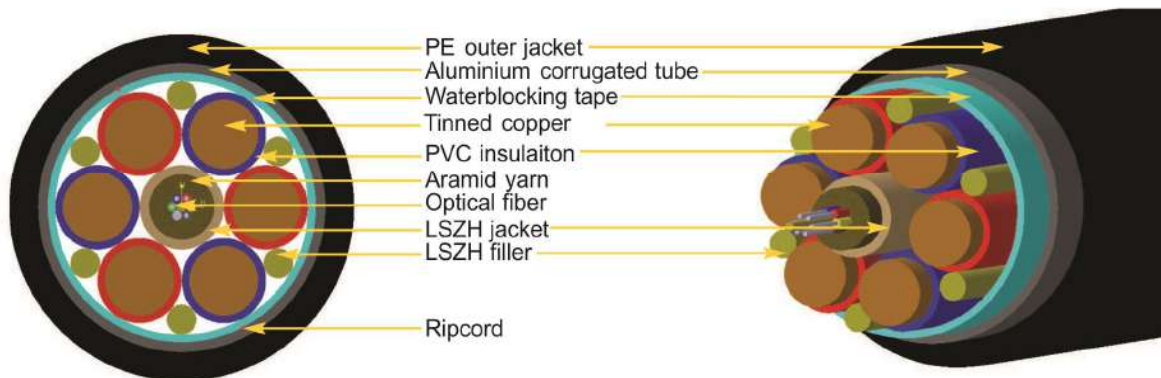 PE outer jacket
Aluminium corrugated tube
Waterblocking tape
Tinned copper
PVC insulaiton
Aramid yarn
Optical fiber
LSZH jacket
LSZH filler
Ripcord